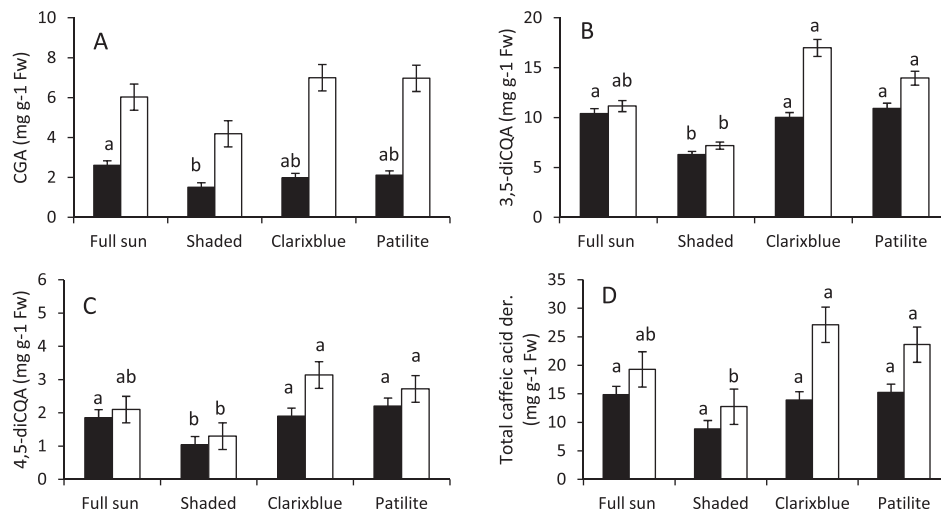 A
CGA (mg g-1 Fw)
10
8
6
4
2
0
a
b
ab
ab
Full sun Shaded Clarixblue Patilite
B
3,5-diCQA (mg g-1 Fw)
20
15
10
5
0
a ab
b b
a a
a a
Full sun Shaded Clarixblue Patilite
C
4,5-diCQA (mg g-1 Fw)
6
5
4
3
2
1
0
a ab
b b
a a
a a
Full sun Shaded Clarixblue Patilite
D
Total caffeic acid der.
(mg g-1 Fw)
35
30
25
20
15
10
5
0
a ab
a b
a a
a a
Full sun Shaded Clarixblue Patilite